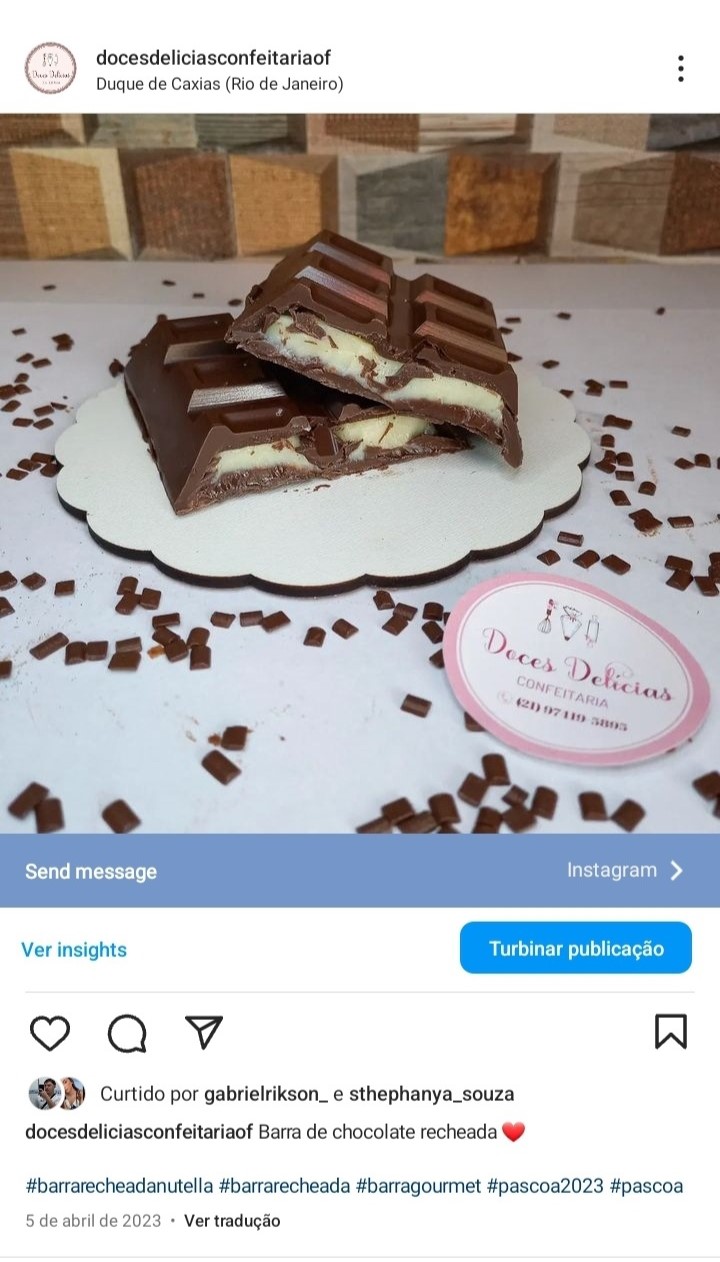 docesdeliciasconfeitariaof
Duque de Caxias (Rio de Janeiro)
Doces Delícias
CONFEITARIA
(21) 97119-5895
Send message
Instagram
Ver insights
Turbinar publicação
Curtido por gabrielrikson_ e sthephanya_souza
docesdeliciasconfeitariaof Barra de chocolate recheada ❤️
#barrarecheadanutella #barrarecheada #barragourmet #pascoa2023 #pascoa
5 de abril de 2023 • Ver tradução